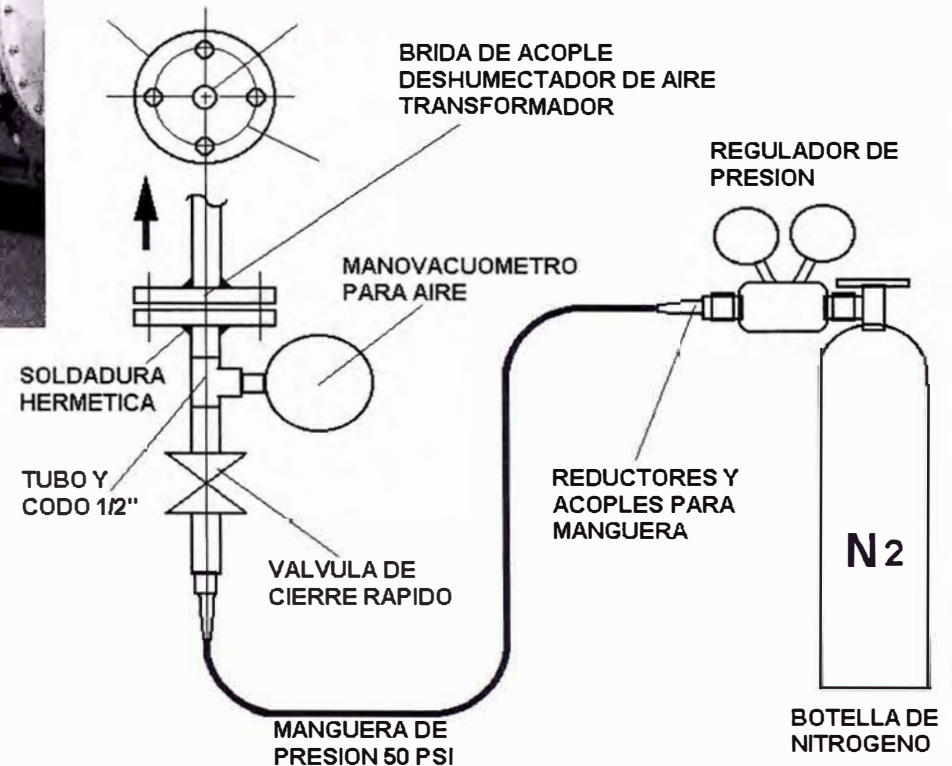 BRIDA DE ACOPLE
DESHUMECTADOR DE AIRE
TRANSFORMADOR
REGULADOR DE
PRESION
MANOVACUOMETRO
PARA AIRE
SOLDADURA
HERMETICA
TUBO Y
CODO 1/2"
REDUCTORES Y
ACOPLES PARA
MANGUERA
VALVULA DE
CIERRE RAPIDO
N2
MANGUERA DE
PRESION 50 PSI
BOTELLA DE
NITROGENO